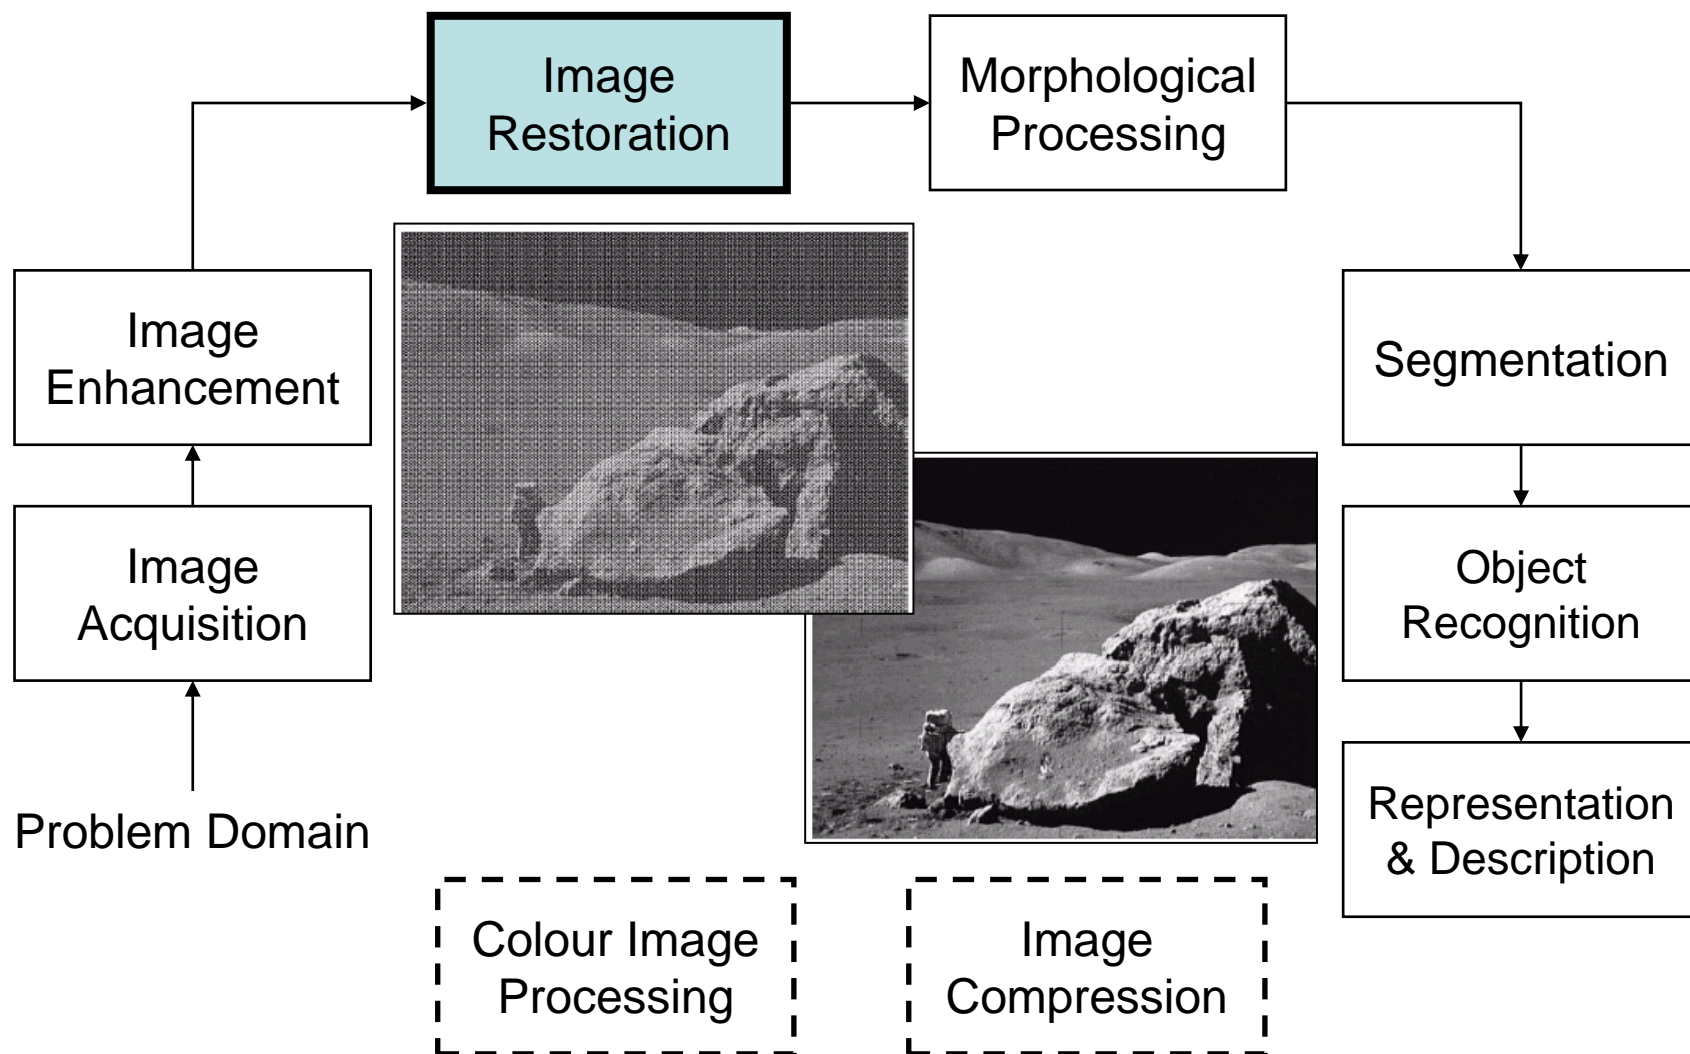 Image
Restoration
Morphological
Processing
Image
Enhancement
Segmentation
Image
Acquisition
Object
Recognition
Problem Domain
Representation
& Description
Colour Image
Processing
Image
Compression